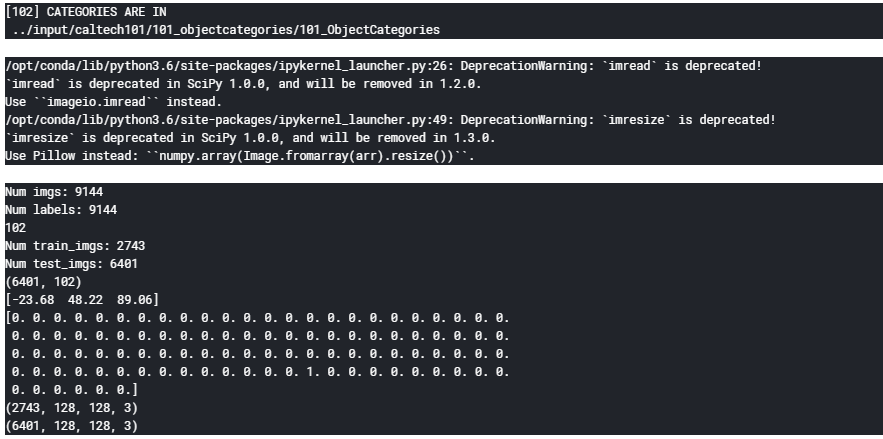 [102] CATEGORIES ARE IN
../input/caltech101/101_objectcategories/101_ObjectCategories
/opt/conda/lib/python3.6/site-packages/ipykernel_launcher.py:26: DeprecationWarning: `imread` is deprecated!
`imread` is deprecated in SciPy 1.0.0, and will be removed in 1.2.0.
Use ``imageio.imread`` instead.
/opt/conda/lib/python3.6/site-packages/ipykernel_launcher.py:49: DeprecationWarning: `imresize` is deprecated!
`imresize` is deprecated in SciPy 1.0.0, and will be removed in 1.3.0.
Use Pillow instead: ``numpy.array(Image.fromarray(arr).resize())``.
Num imgs: 9144
Num labels: 9144
102
Num train_imgs: 2743
Num test_imgs: 6401
(6401, 102)
[-23.68  48.22  89.06]
[0. 0. 0. 0. 0. 0. 0. 0. 0. 0. 0. 0. 0. 0. 0. 0. 0. 0. 0. 0. 0. 0. 0. 0.
 0. 0. 0. 0. 0. 0. 0. 0. 0. 0. 0. 0. 0. 0. 0. 0. 0. 0. 0. 0. 0. 0. 0. 0.
 0. 0. 0. 0. 0. 0. 0. 0. 0. 0. 0. 0. 0. 0. 0. 0. 0. 0. 0. 0. 0. 0. 0. 0.
 0. 0. 0. 0. 0. 0. 0. 0. 0. 0. 0. 0. 0. 0. 1. 0. 0. 0. 0. 0. 0. 0. 0. 0.
 0. 0. 0. 0. 0. 0.]
(2743, 128, 128, 3)
(6401, 128, 128, 3)